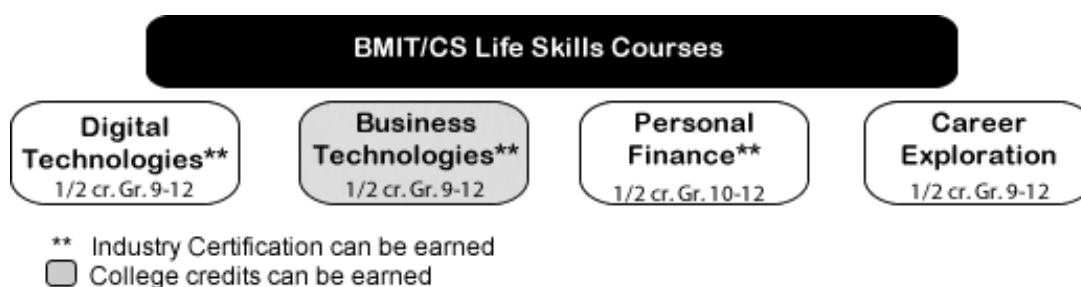 BMIT/CS Life Skills Courses
Digital
Technologies**
1/2 cr. Gr. 9-12
Business
Technologies**
1/2 cr. Gr. 9-12
Personal
Finance**
1/2 cr. Gr. 10-12
Career
Exploration
1/2 cr. Gr. 9-12
** Industry Certification can be earned
College credits can be earned